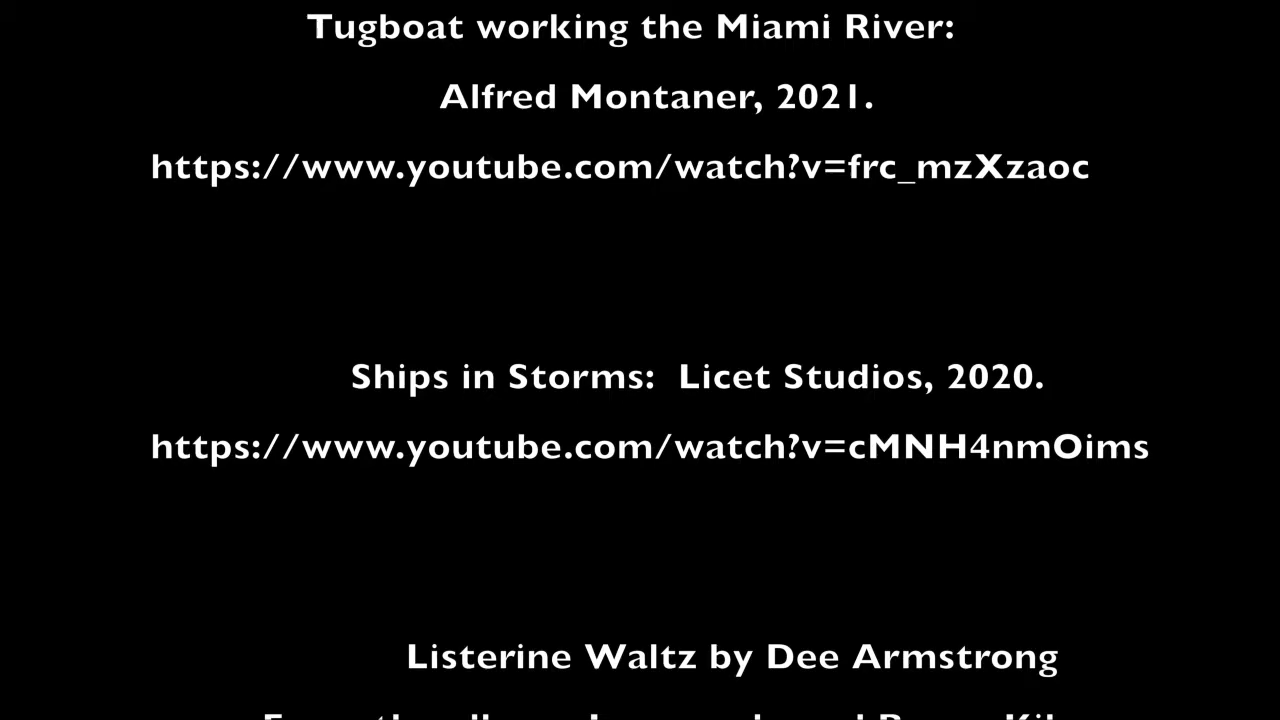 Tugboat working the Miami River:
Alfred Montaner, 2021.
https://www.youtube.com/watch?v=frc_mzXzaoc
Ships in Storms:  Licet Studios, 2020.
https://www.youtube.com/watch?v=cMNH4nmOims
Listerine Waltz by Dee Armstrong